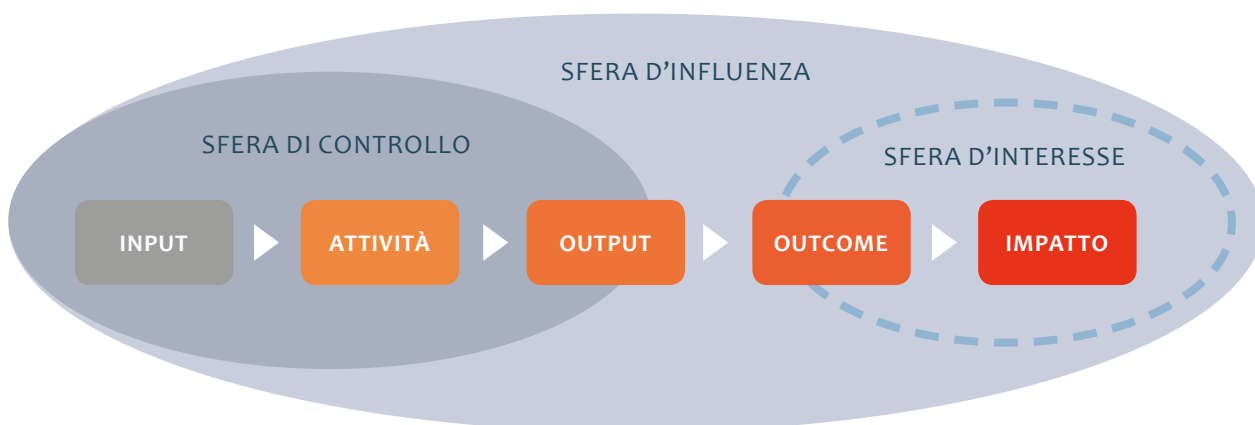 SFERA D’INFLUENZA
SFERA DI CONTROLLO
SFERA D’INTERESSE
INPUT
ATTIVITÀ
OUTPUT
OUTCOME
IMPATTO